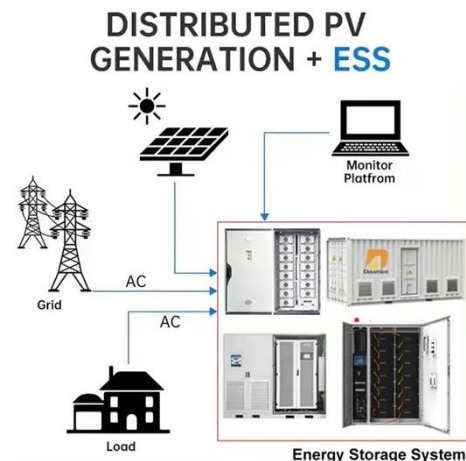 DISTRIBUTED PV
GENERATION + ESS
Monitor
Platfrom
AC
Grid
AC
Load
Energy Storage System